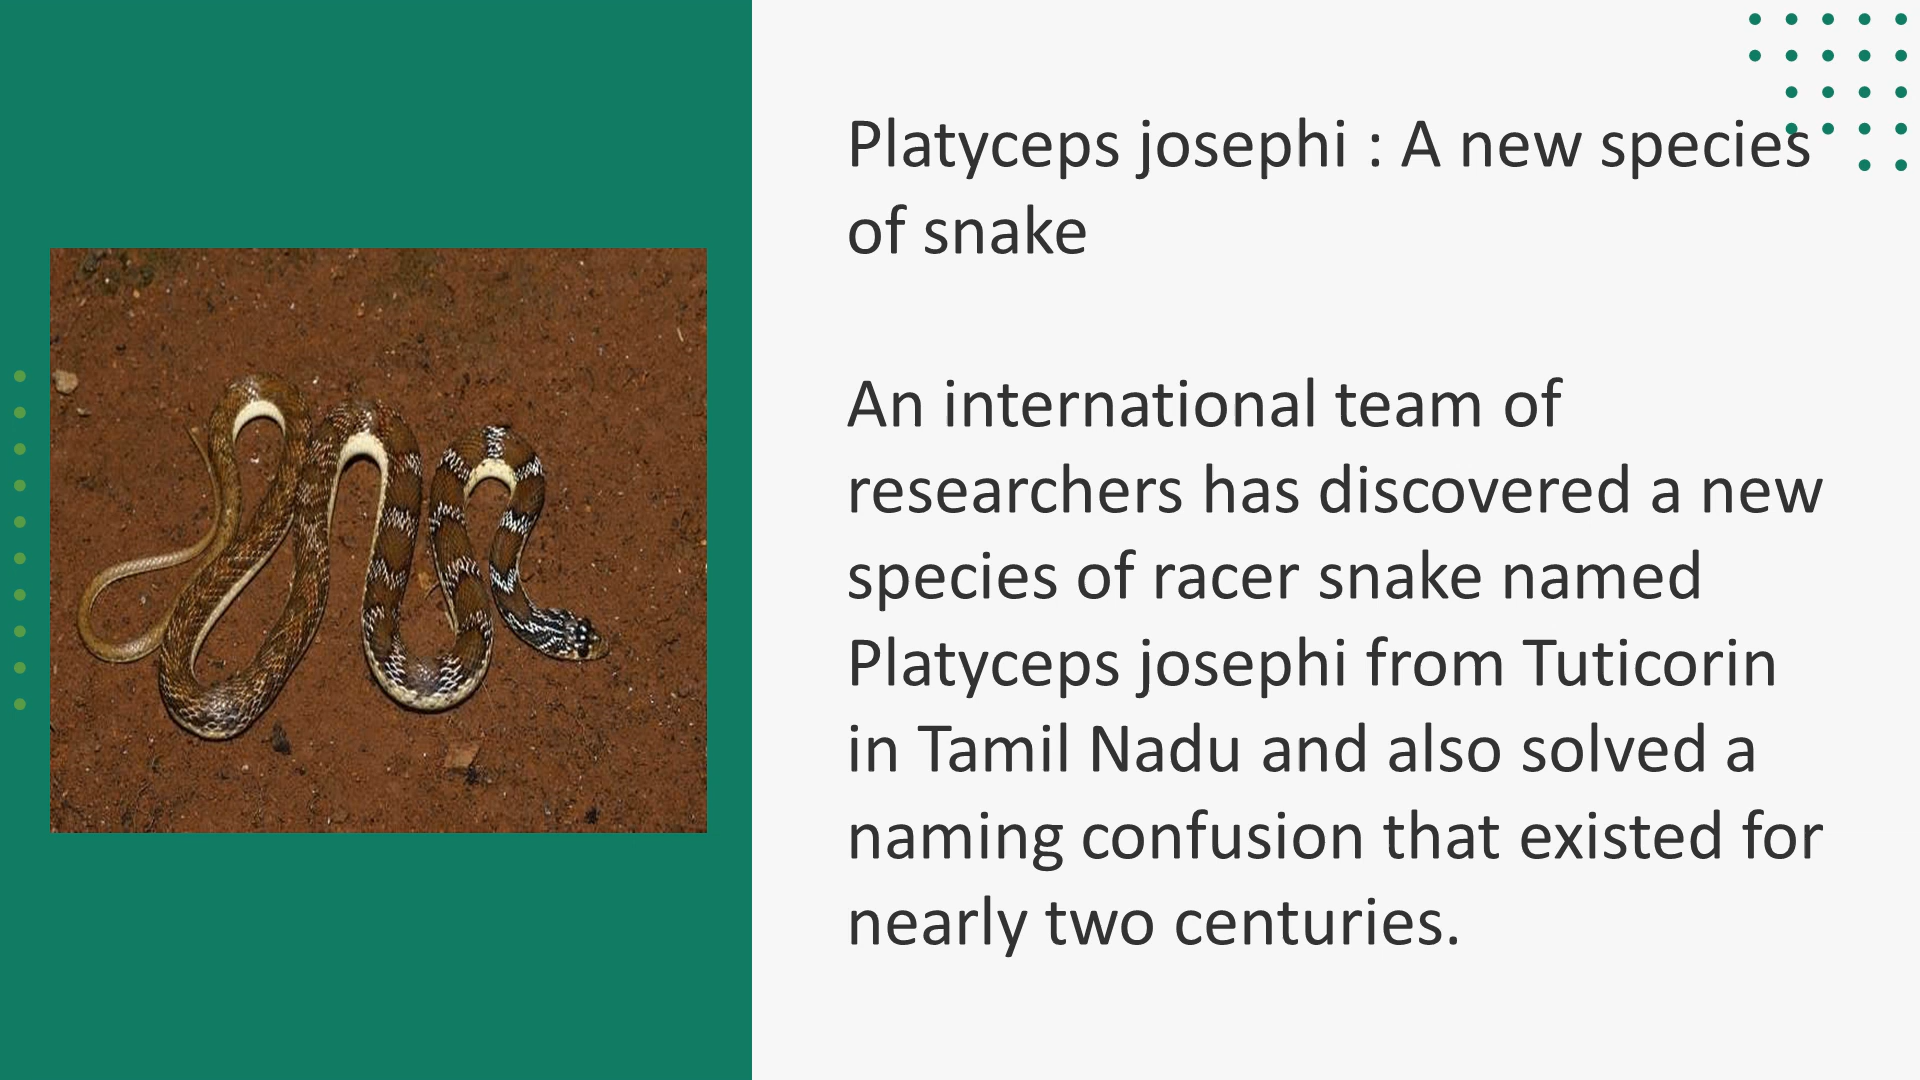 Platyceps josephi : A new species
of snake
An international team of
researchers has discovered a new
species of racer snake named
Platyceps josephi from Tuticorin
in Tamil Nadu and also solved a
naming confusion that existed for
nearly two centuries.